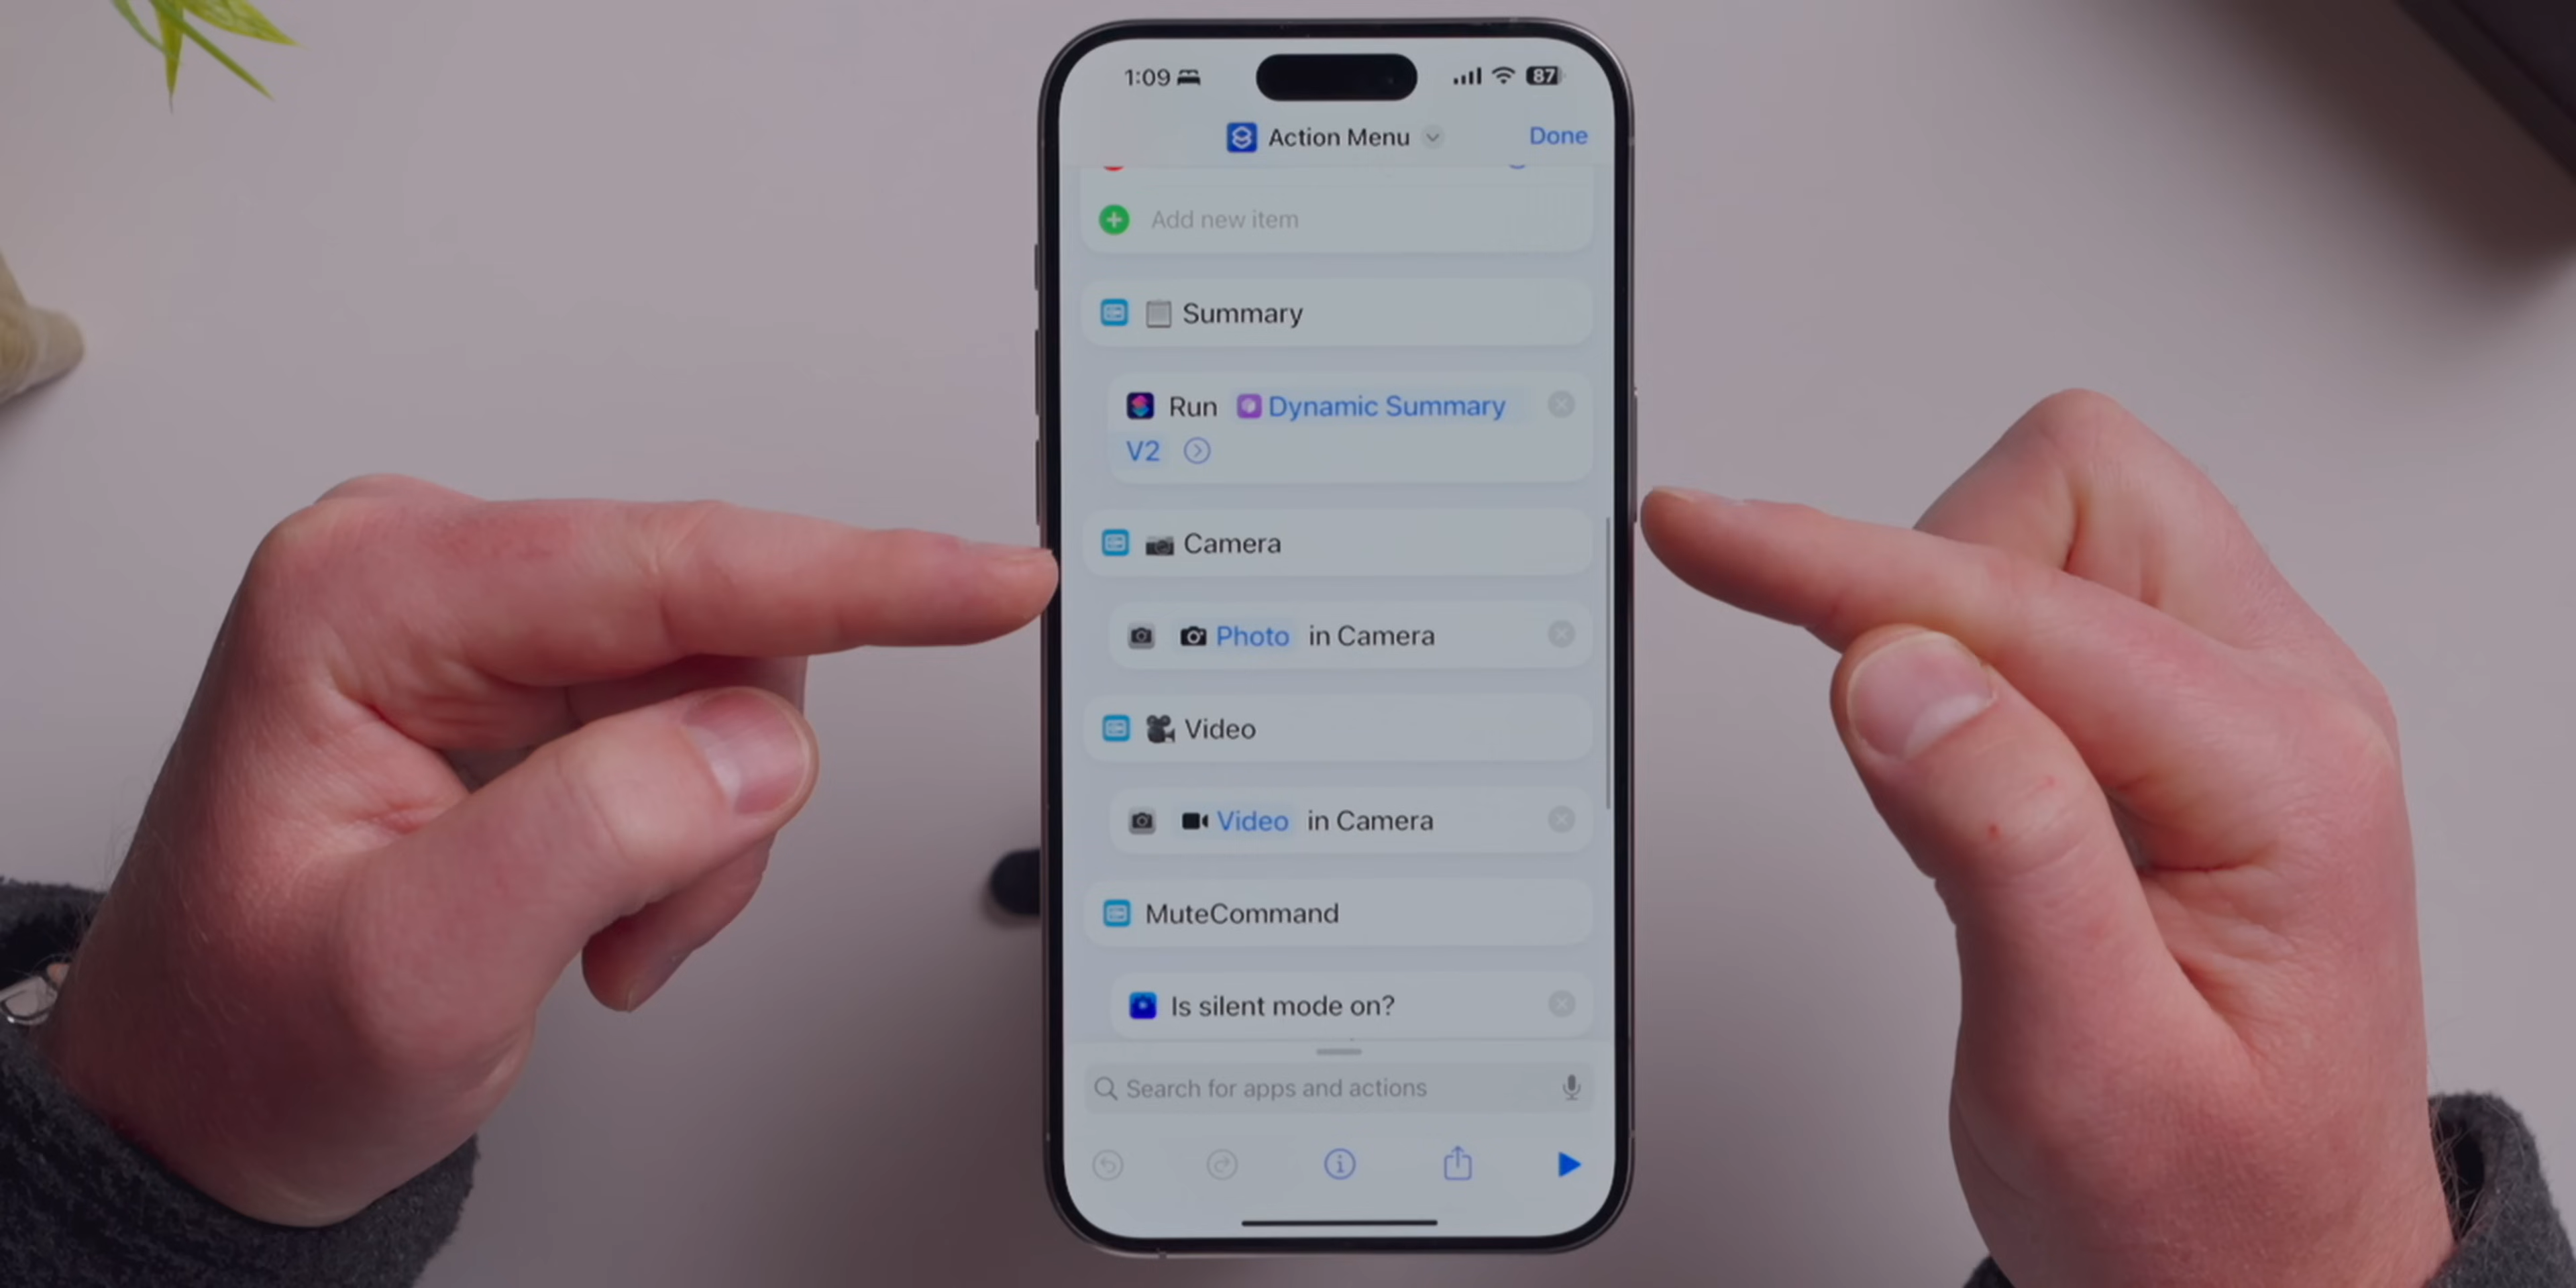 1:09 87
Action Menu Done
Add new item
Summary
Run Dynamic Summary
V2
Camera
Photo in Camera
Video
Video in Camera
MuteCommand
Is silent mode on?
Search for apps and actions